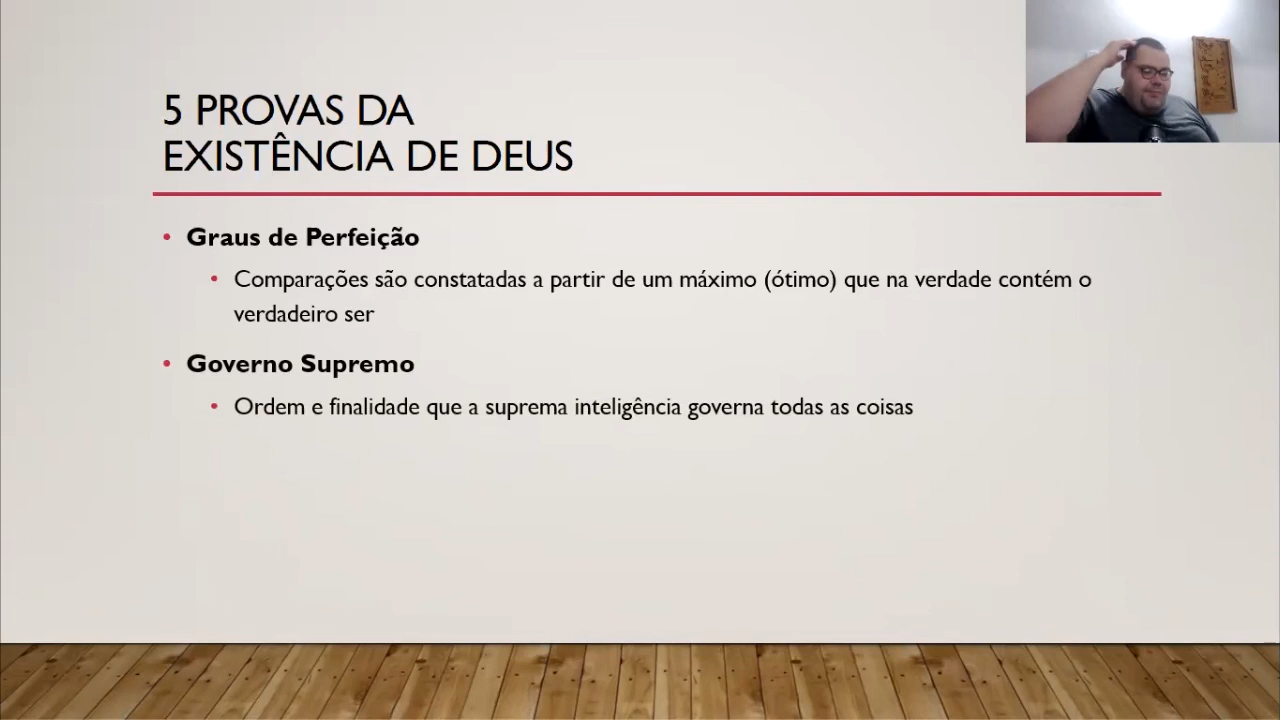 5 PROVAS DA
EXISTÊNCIA DE DEUS
• Graus de Perfeição
• Comparações são constatadas a partir de um máximo (ótimo) que na verdade contém o
verdadeiro ser
• Governo Supremo
• Ordem e finalidade que a suprema inteligência governa todas as coisas